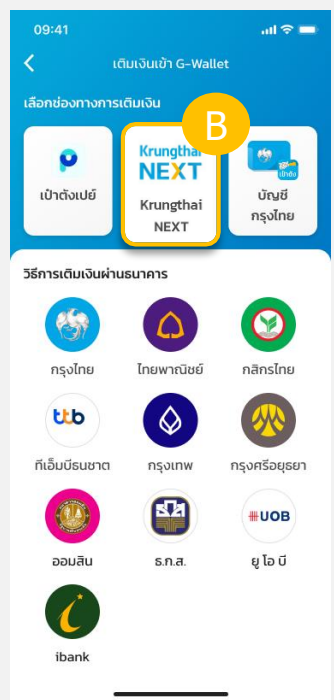 09:41
เติมเงินเข้า G-Wallet
เลือกช่องทางการเติมเงิน
B
เป๋าตังเปย์
Krungthai
NEXT
Krungthai
NEXT
เป๋าตัง
บัญชี
กรุงไทย
วิธีการเติมเงินผ่านธนาคาร
กรุงไทย
ไทยพาณิชย์
กสิกรไทย
ttb
ทีเอ็มบีธนชาต
กรุงเทพ
กรุงศรีอยุธยา
ออมสิน
ธ.ก.ส.
UOB
ยู โอ บี
ibank